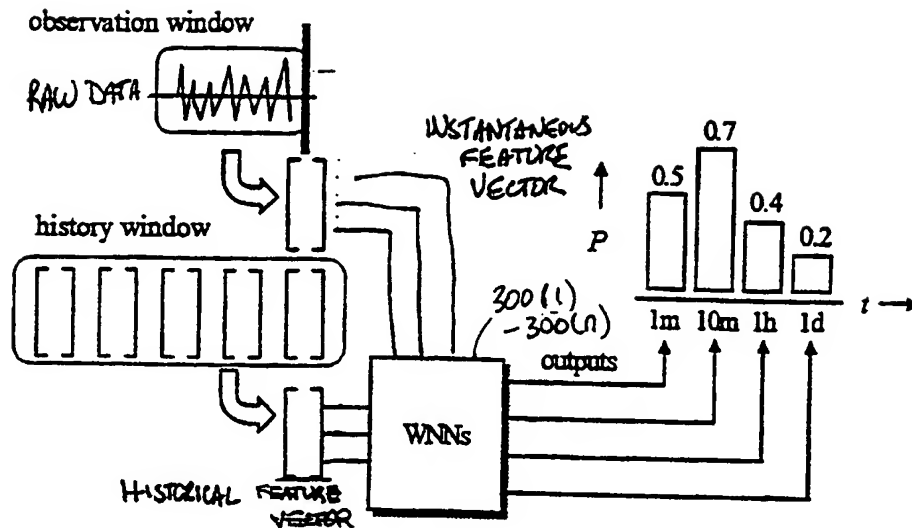 observation window
RAW DATA
INSTANTANEOUS
FEATURE
VECTOR
history window
P
0.5
0.7
0.4
0.2
1m 10m 1h 1d
t
300(1)
-300(n)
outputs
WNNs
HISTORICAL FEATURE
VECTOR